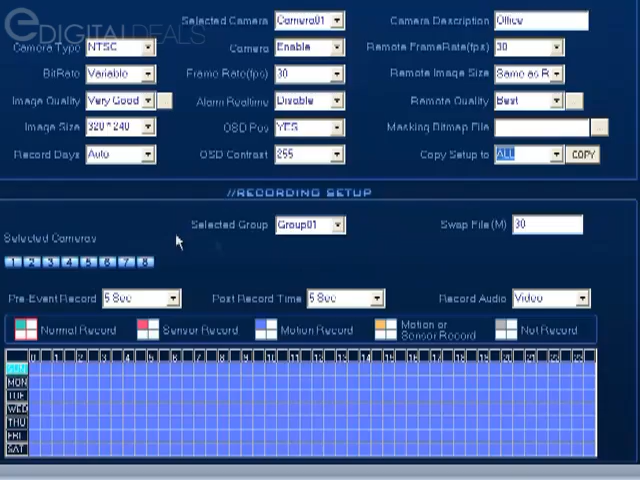 eDIGITALDEALS
Selected Camera Camera01 Camera Description Office
Camera Type NTSC Camera Enable Remote FrameRate(fps) 30
BitRate Variable Frame Rate(fps) 30 Remote Image Size Same as R
Image Quality Very Good Alarm Realtime Disable Remote Quality Best
Image Size 320*240 OSD Pos YES Masking Bitmap File
Record Days Auto OSD Contrast 255 Copy Setup to ALL COPY
//RECORDING SETUP
Selected Group Group01 Swap File(M) 30
Selected Cameras
1 2 3 4 5 6 7 8
Pre-Event Record 5 Sec Post Record Time 5 Sec Record Audio Video
Normal Record Sensor Record Motion Record Motion or Sensor Record Not Record
0 1 2 3 4 5 6 7 8 9 10 11 12 13 14 15 16 17 18 19 20 21 22 23
SUN
MON
TUE
WED
THU
FRI
SAT